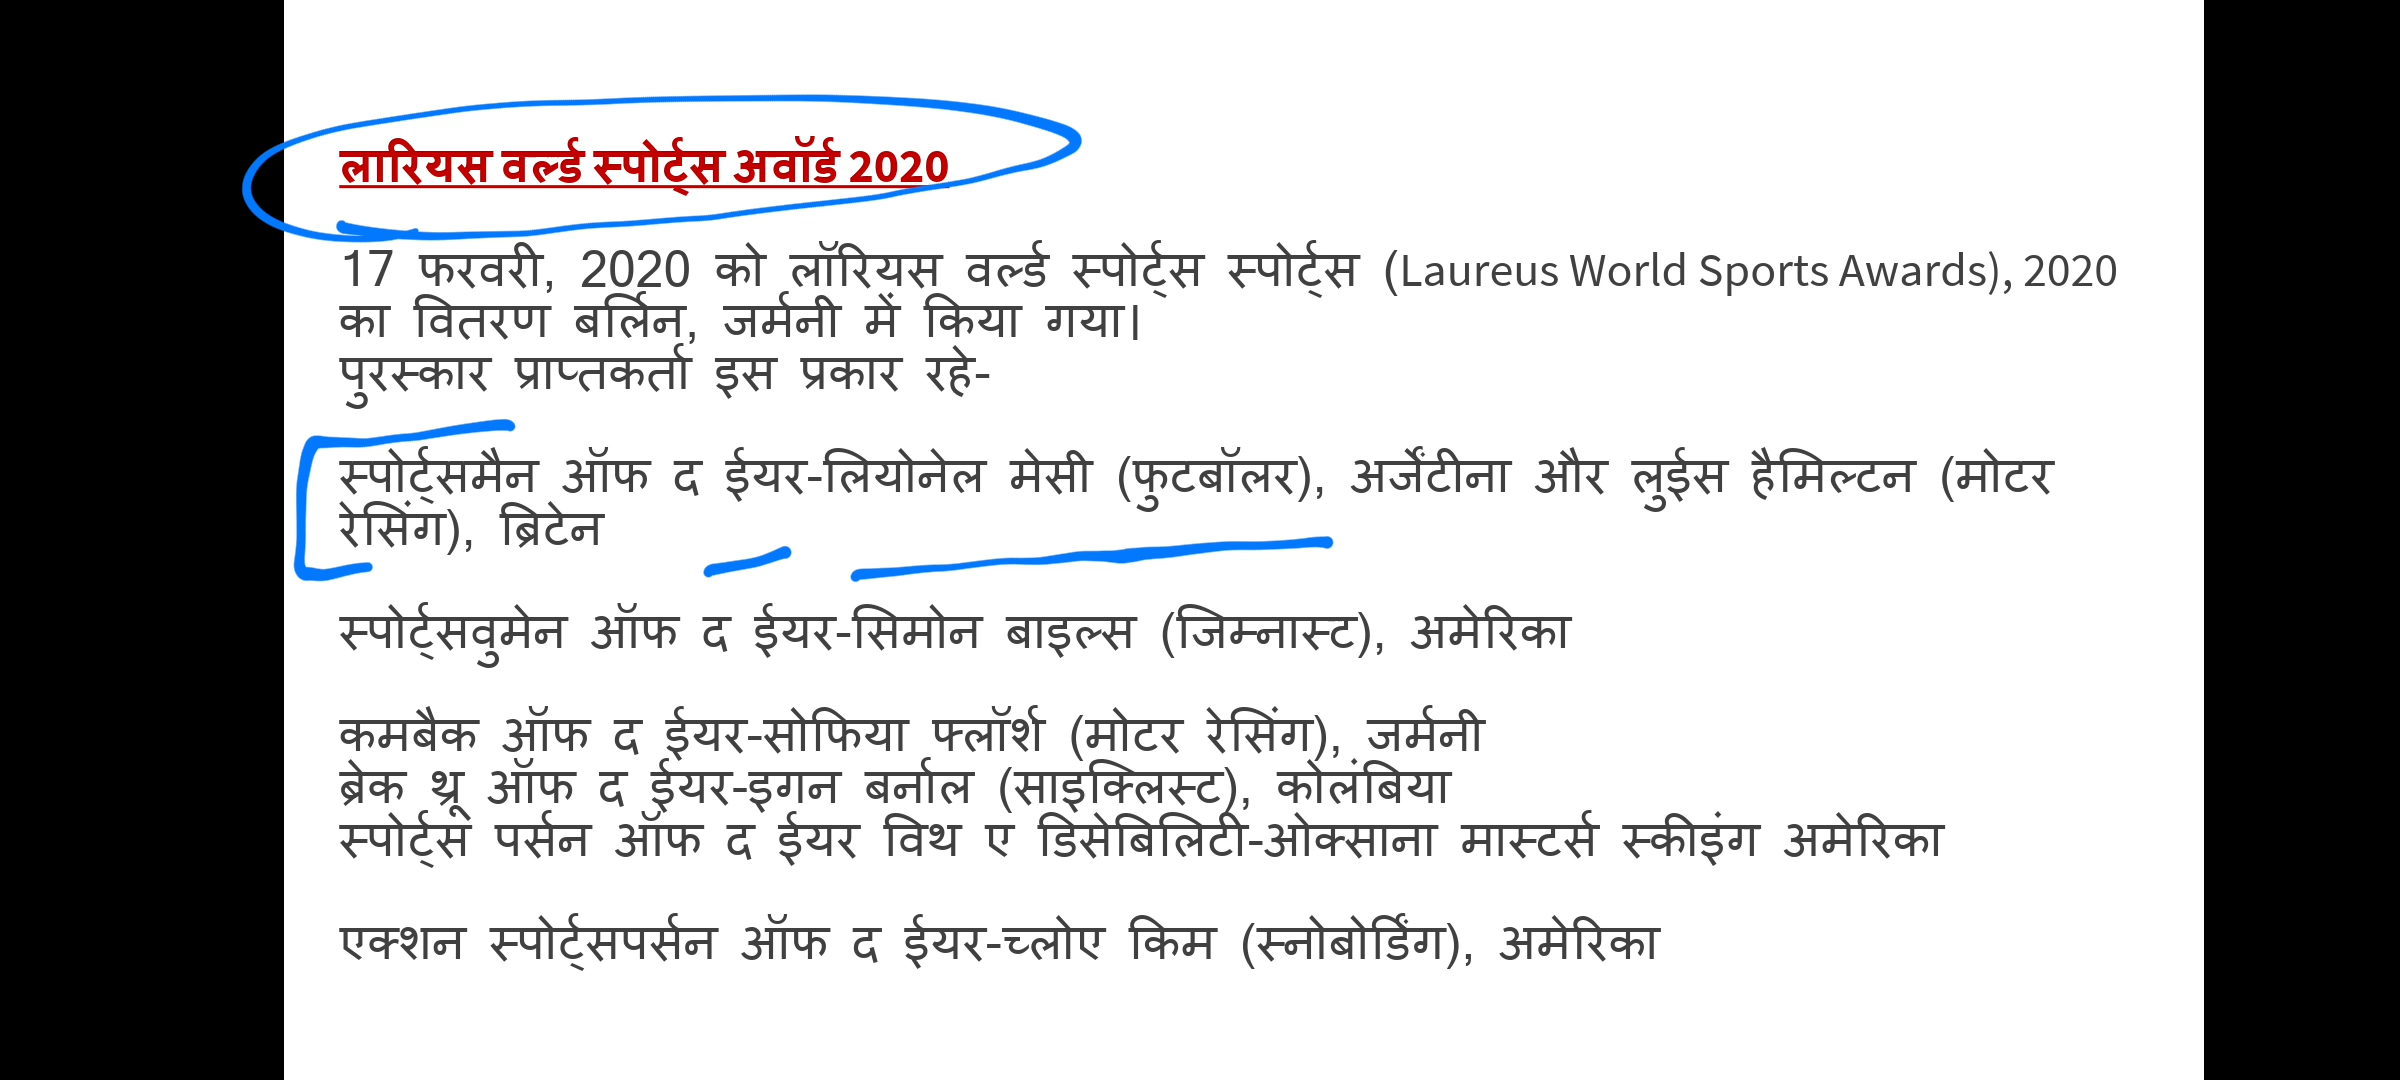 लारियस वर्ल्ड स्पोर्ट्स अवॉर्ड 2020
17 फरवरी, 2020 को लॉरियस वर्ल्ड स्पोर्ट्स स्पोर्ट्स (Laureus World Sports Awards), 2020
का वितरण बर्लिन, जर्मनी में किया गया।
पुरस्कार प्राप्तकर्ता इस प्रकार रहे-
स्पोर्ट्समैन ऑफ द ईयर-लियोनेल मेसी (फुटबॉलर), अर्जेंटीना और लुईस हैमिल्टन (मोटर
रेसिंग), ब्रिटेन
स्पोर्ट्सवुमेन ऑफ द ईयर-सिमोन बाइल्स (जिम्नास्ट), अमेरिका
कमबैक ऑफ द ईयर-सोफिया फ्लॉर्श (मोटर रेसिंग), जर्मनी
ब्रेक थ्रू ऑफ द ईयर-इगन बर्नाल (साइक्लिस्ट), कोलंबिया
स्पोर्ट्स पर्सन ऑफ द ईयर विथ ए डिसेबिलिटी-ओक्साना मास्टर्स स्कीइंग अमेरिका
एक्शन स्पोर्ट्सपर्सन ऑफ द ईयर-च्लोए किम (स्नोबोर्डिंग), अमेरिका